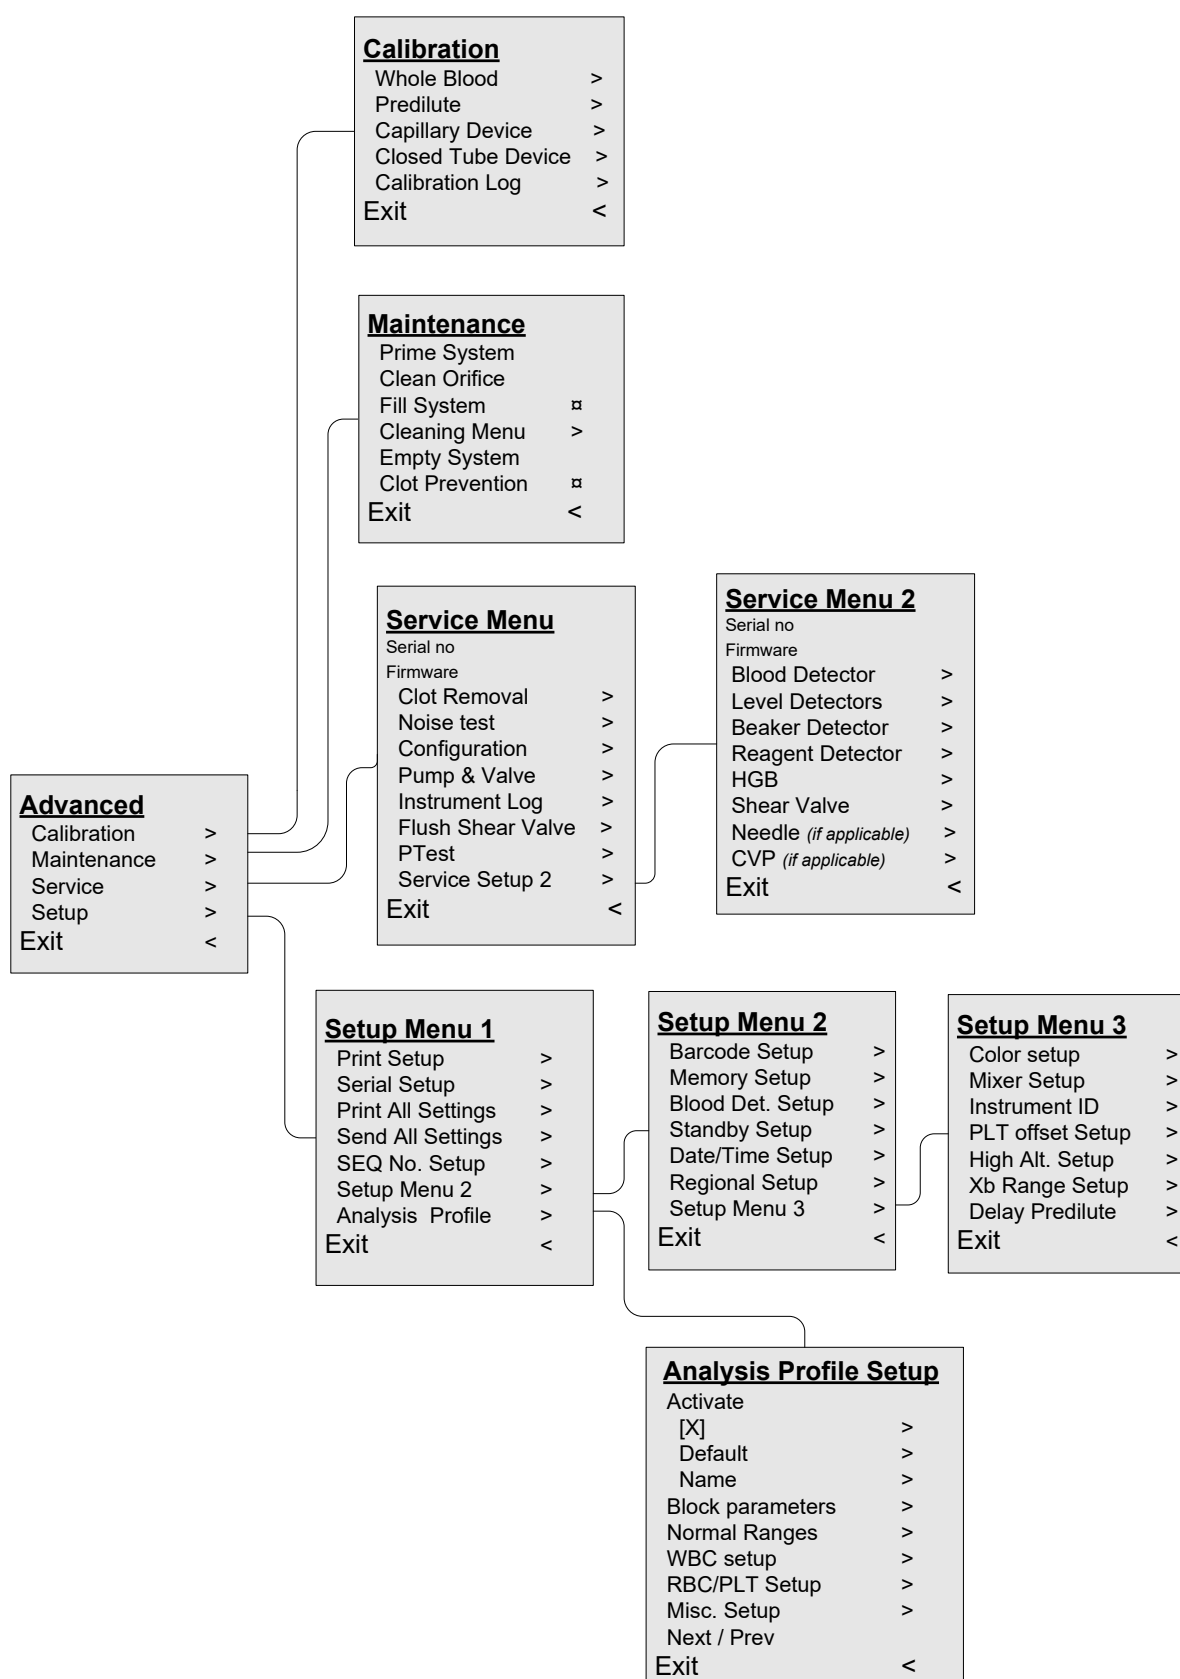 Calibration
Whole Blood >
Predilute >
Capillary Device >
Closed Tube Device >
Calibration Log >
Exit <
Maintenance
Prime System
Clean Orifice
Fill System ¤
Cleaning Menu >
Empty System
Clot Prevention ¤
Exit <
Service Menu
Serial no
Firmware
Clot Removal >
Noise test >
Configuration >
Pump & Valve >
Instrument Log >
Flush Shear Valve >
PTest >
Service Setup 2 >
Exit <
Service Menu 2
Serial no
Firmware
Blood Detector >
Level Detectors >
Beaker Detector >
Reagent Detector >
HGB >
Shear Valve >
Needle (if applicable) >
CVP (if applicable) >
Exit <
Advanced
Calibration >
Maintenance >
Service >
Setup >
Exit <
Setup Menu 1
Print Setup >
Serial Setup >
Print All Settings >
Send All Settings >
SEQ No. Setup >
Setup Menu 2 >
Analysis Profile >
Exit <
Setup Menu 2
Barcode Setup >
Memory Setup >
Blood Det. Setup >
Standby Setup >
Date/Time Setup >
Regional Setup >
Setup Menu 3 >
Exit <
Setup Menu 3
Color setup >
Mixer Setup >
Instrument ID >
PLT offset Setup >
High Alt. Setup >
Xb Range Setup >
Delay Predilute >
Exit <
Analysis Profile Setup
Activate
[X] >
Default >
Name >
Block parameters >
Normal Ranges >
WBC setup >
RBC/PLT Setup >
Misc. Setup >
Next / Prev
Exit <